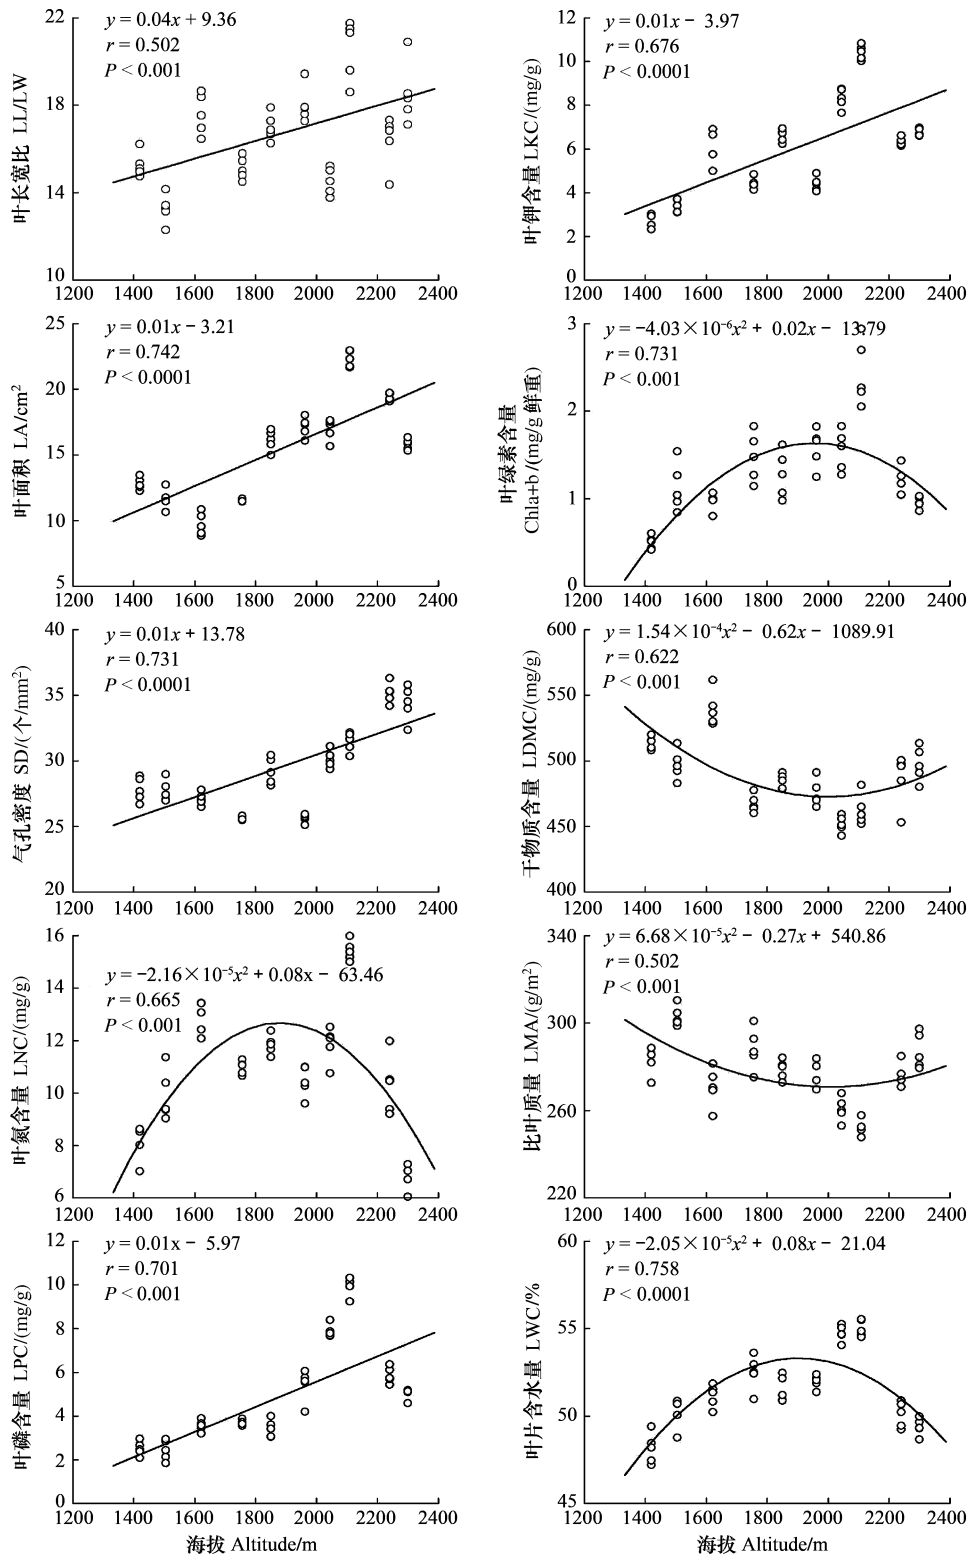 y = 0.04x + 9.36
r = 0.502
P < 0.001
叶长宽比 LL/LW
22
18
14
10
1200 1400 1600 1800 2000 2200 2400
y = 0.01x − 3.97
r = 0.676
P < 0.0001
叶钾含量 LKC/(mg/g)
12
10
8
6
4
2
0
1200 1400 1600 1800 2000 2200 2400
y = 0.01x − 3.21
r = 0.742
P < 0.0001
叶面积 LA/cm²
25
20
15
10
5
1200 1400 1600 1800 2000 2200 2400
y = −4.03×10⁻⁶x² + 0.02x − 13.79
r = 0.731
P < 0.001
叶绿素含量
Chla+b/(mg/g 鲜重)
3
2
1
0
1200 1400 1600 1800 2000 2200 2400
y = 0.01x + 13.78
r = 0.731
P < 0.0001
气孔密度 SD/(个/mm²)
40
35
30
25
20
1200 1400 1600 1800 2000 2200 2400
y = 1.54×10⁻⁴x² − 0.62x − 1089.91
r = 0.622
P < 0.001
干物质含量 LDMC/(mg/g)
600
550
500
450
400
1200 1400 1600 1800 2000 2200 2400
y = −2.16×10⁻⁵x² + 0.08x − 63.46
r = 0.665
P < 0.001
叶氮含量 LNC/(mg/g)
16
14
12
10
8
6
1200 1400 1600 1800 2000 2200 2400
y = 6.68×10⁻⁵x² − 0.27x + 540.86
r = 0.502
P < 0.001
比叶质量 LMA/(g/m²)
340
300
260
220
1200 1400 1600 1800 2000 2200 2400
y = 0.01x − 5.97
r = 0.701
P < 0.001
叶磷含量 LPC/(mg/g)
12
10
8
6
4
2
0
1200 1400 1600 1800 2000 2200 2400
海拔 Altitude/m
y = −2.05×10⁻⁵x² + 0.08x − 21.04
r = 0.758
P < 0.0001
叶片含水量 LWC/%
60
55
50
45
1200 1400 1600 1800 2000 2200 2400
海拔 Altitude/m